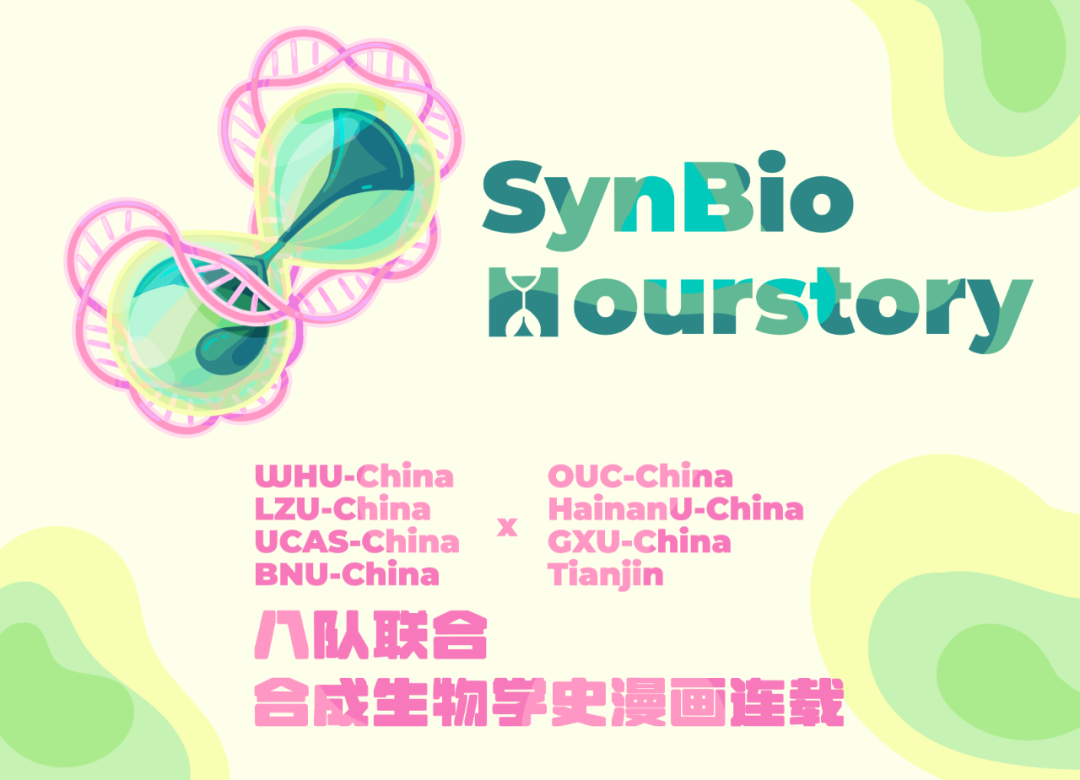 SynBio
Hourstory
WHU-China
LZU-China
UCAS-China
BNU-China
x
OUC-China
HainanU-China
GXU-China
Tianjin
八队联合
合成生物学史漫画连载